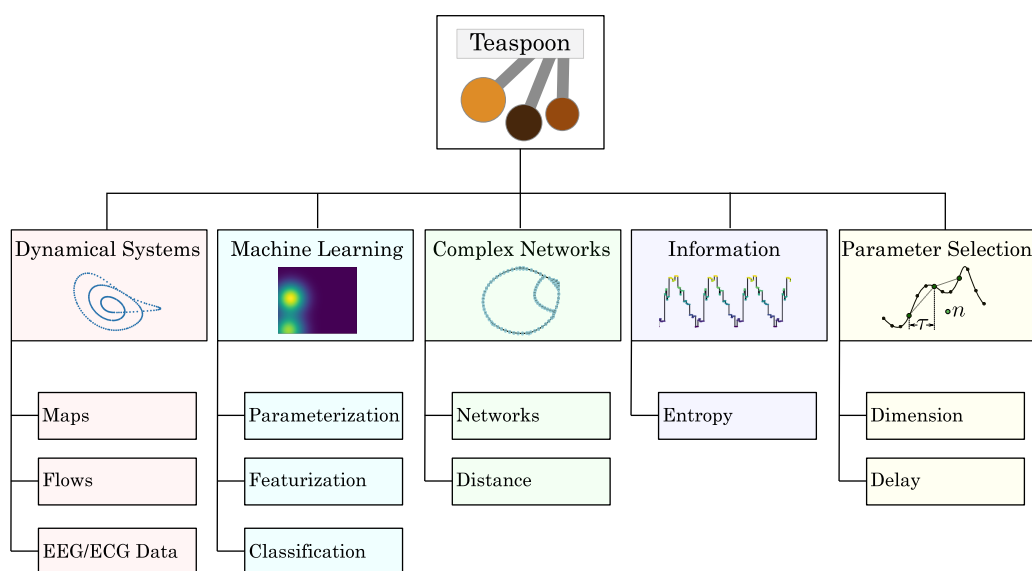 Teaspoon
Dynamical Systems
Machine Learning
Complex Networks
Information
Parameter Selection
τ
n
Maps
Parameterization
Networks
Entropy
Dimension
Flows
Featurization
Distance
Delay
EEG/ECG Data
Classification